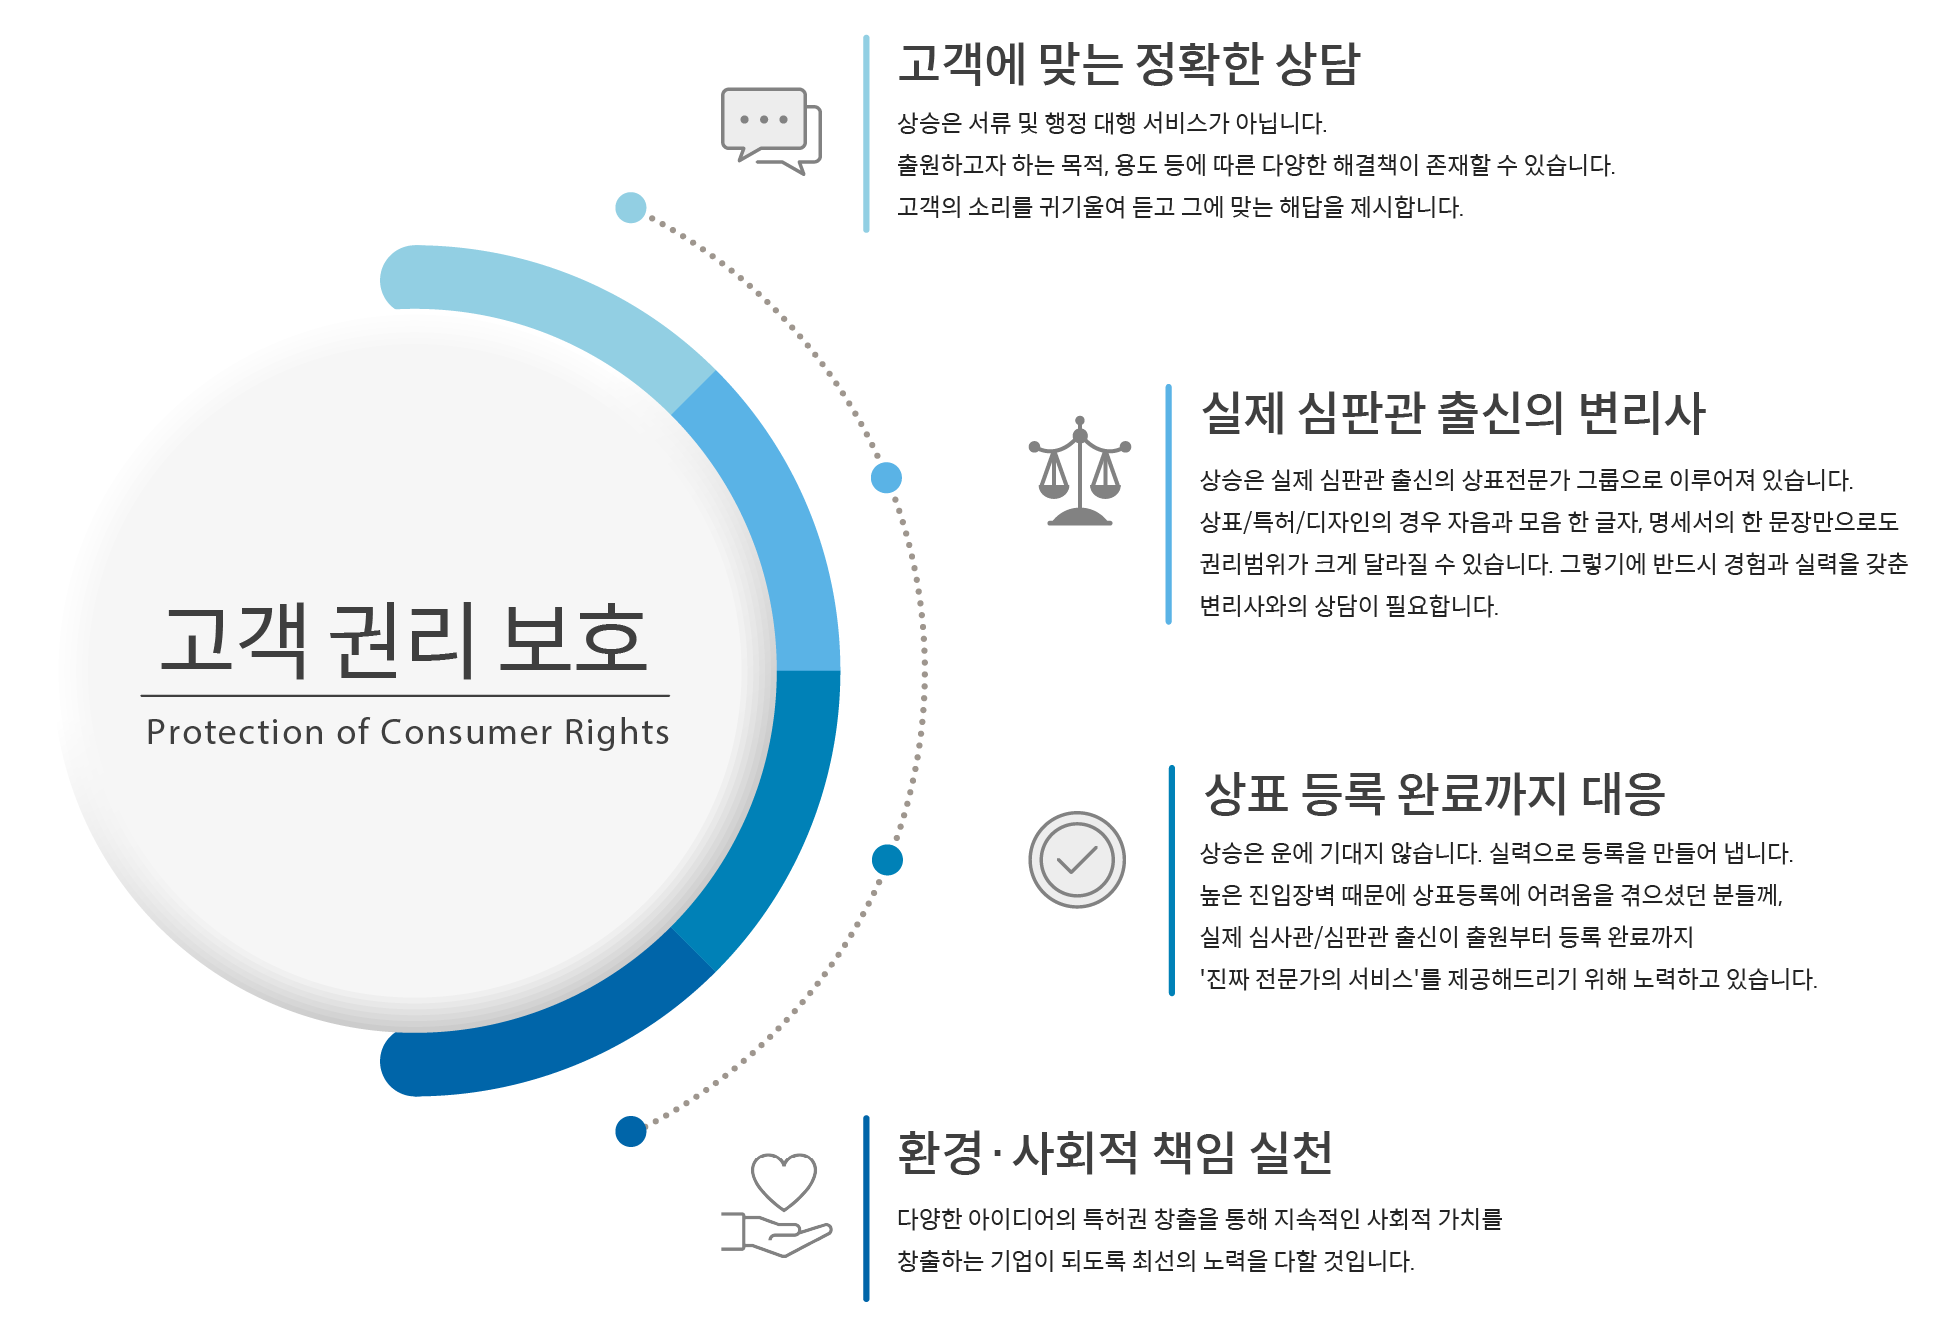 고객 권리 보호
Protection of Consumer Rights
고객에 맞는 정확한 상담
상승은 서류 및 행정 대행 서비스가 아닙니다.
출원하고자 하는 목적, 용도 등에 따른 다양한 해결책이 존재할 수 있습니다.
고객의 소리를 귀기울여 듣고 그에 맞는 해답을 제시합니다.
실제 심판관 출신의 변리사
상승은 실제 심판관 출신의 상표전문가 그룹으로 이루어져 있습니다.
상표/특허/디자인의 경우 자음과 모음 한 글자, 명세서의 한 문장만으로도
권리범위가 크게 달라질 수 있습니다. 그렇기에 반드시 경험과 실력을 갖춘
변리사와의 상담이 필요합니다.
상표 등록 완료까지 대응
상승은 운에 기대지 않습니다. 실력으로 등록을 만들어 냅니다.
높은 진입장벽 때문에 상표등록에 어려움을 겪으셨던 분들께,
실제 심사관/심판관 출신이 출원부터 등록 완료까지
'진짜 전문가의 서비스'를 제공해드리기 위해 노력하고 있습니다.
환경·사회적 책임 실천
다양한 아이디어의 특허권 창출을 통해 지속적인 사회적 가치를
창출하는 기업이 되도록 최선의 노력을 다할 것입니다.